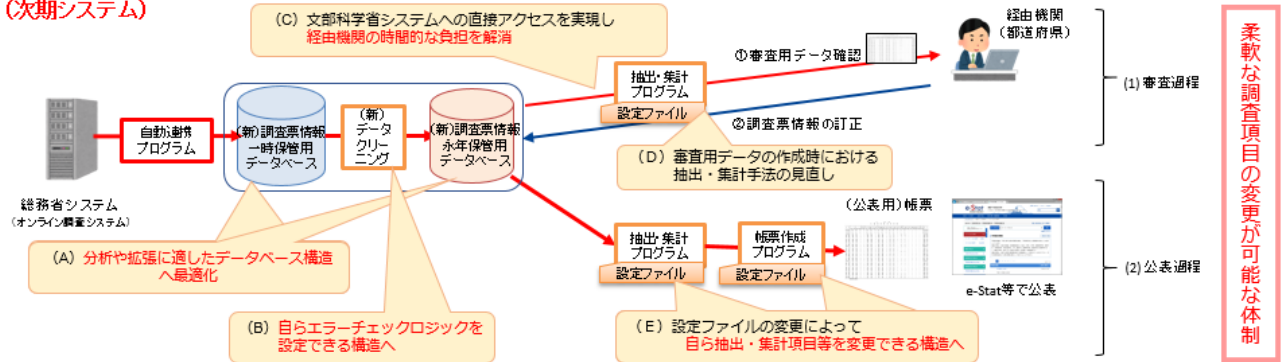 (次期システム)
(C) 文部科学省システムへの直接アクセスを実現し
経由機関の時間的な負担を解消
経由機関
(都道府県)
①審査用データ確認
抽出・集計
プログラム
設定ファイル
(1) 審査過程
自動連携
プログラム
(新)調査票情報
一時保管用
データベース
(新)
データ
クリー
ニング
(新)調査票情報
永年保管用
データベース
②調査票情報の訂正
(D) 審査用データの作成時における
抽出・集計手法の見直し
総務省システム
(オンライン調査システム)
(A) 分析や拡張に適したデータベース構造
へ最適化
(公表用)帳票
抽出・集計
プログラム
設定ファイル
帳票作成
プログラム
設定ファイル
e-Stat
e-Stat等で公表
(2) 公表過程
(B) 自らエラーチェックロジックを
設定できる構造へ
(E) 設定ファイルの変更によって
自ら抽出・集計項目等を変更できる構造へ
柔軟な調査項目の変更が可能な体制